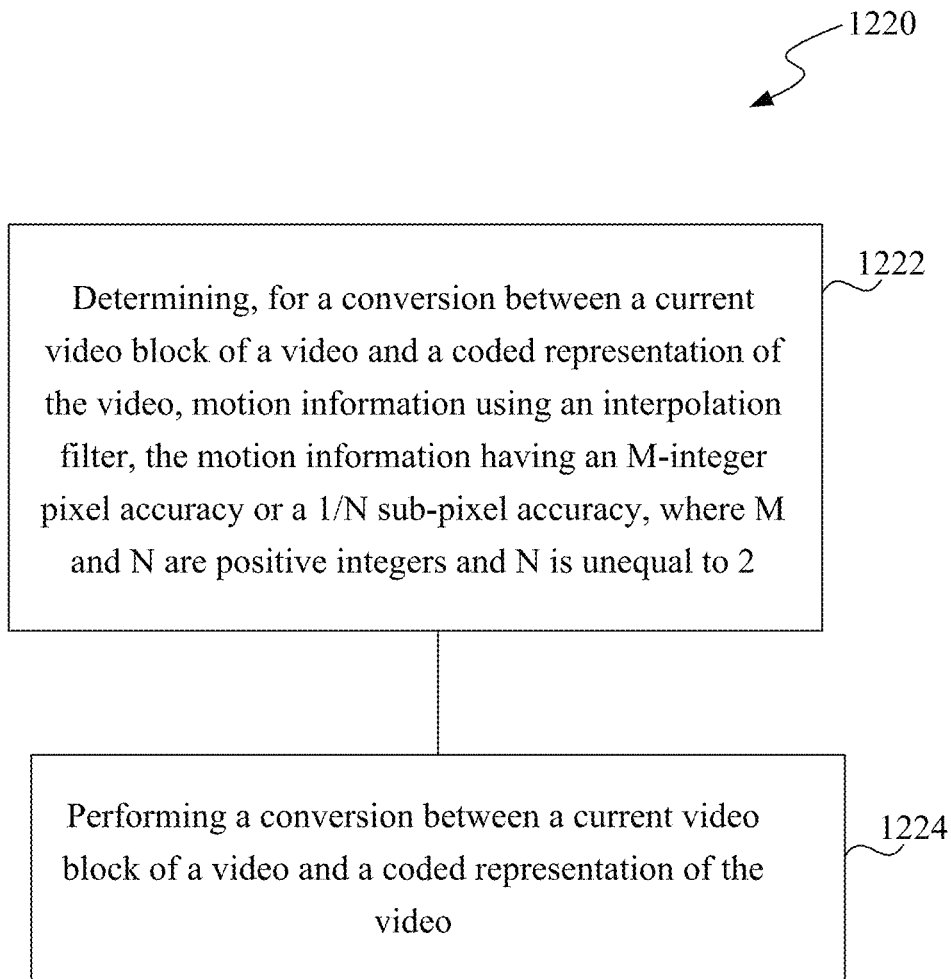 1220
1222
Determining, for a conversion between a current
video block of a video and a coded representation of
the video, motion information using an interpolation
filter, the motion information having an M-integer
pixel accuracy or a 1/N sub-pixel accuracy, where M
and N are positive integers and N is unequal to 2
Performing a conversion between a current video
block of a video and a coded representation of the
video
1224